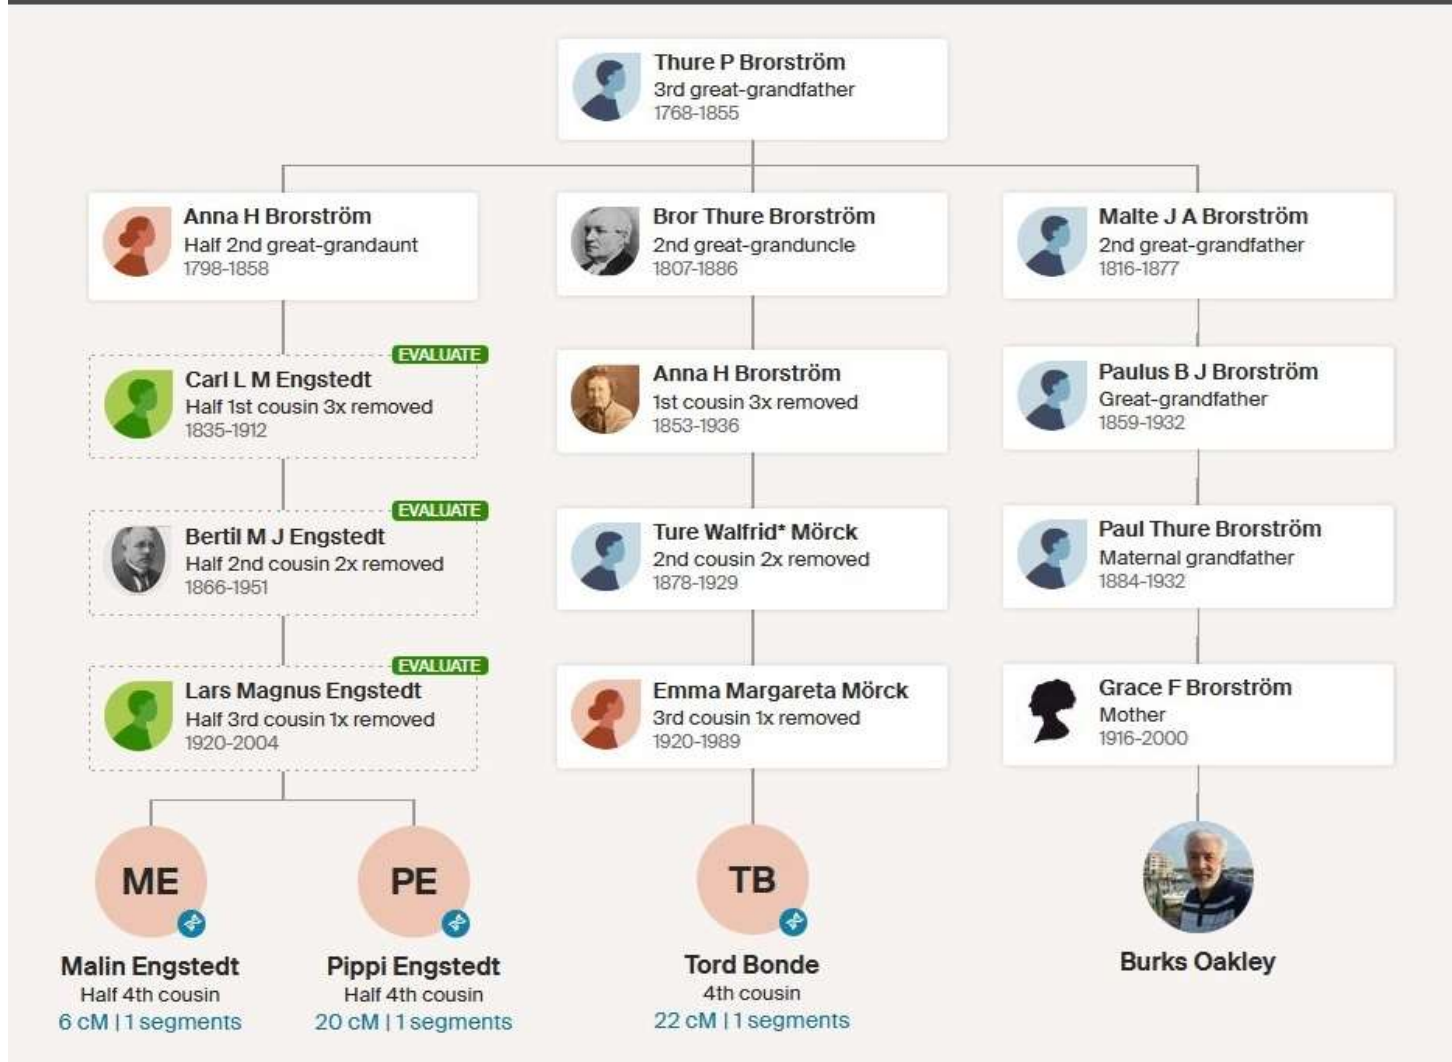 Thure P Brorström
3rd great-grandfather
1768-1855
Anna H Brorström
Half 2nd great-grandaunt
1798-1858
Bror Thure Brorström
2nd great-granduncle
1807-1886
Malte J A Brorström
2nd great-grandfather
1816-1877
EVALUATE
Carl L M Engstedt
Half 1st cousin 3x removed
1835-1912
Anna H Brorström
1st cousin 3x removed
1853-1936
Paulus B J Brorström
Great-grandfather
1859-1932
EVALUATE
Bertil M J Engstedt
Half 2nd cousin 2x removed
1866-1951
Ture Walfrid* Mörck
2nd cousin 2x removed
1878-1929
Paul Thure Brorström
Maternal grandfather
1884-1932
EVALUATE
Lars Magnus Engstedt
Half 3rd cousin 1x removed
1920-2004
Emma Margareta Mörck
3rd cousin 1x removed
1920-1989
Grace F Brorström
Mother
1916-2000
ME
Malin Engstedt
Half 4th cousin
6 cM | 1 segments
PE
Pippi Engstedt
Half 4th cousin
20 cM | 1 segments
TB
Tord Bonde
4th cousin
22 cM | 1 segments
Burks Oakley